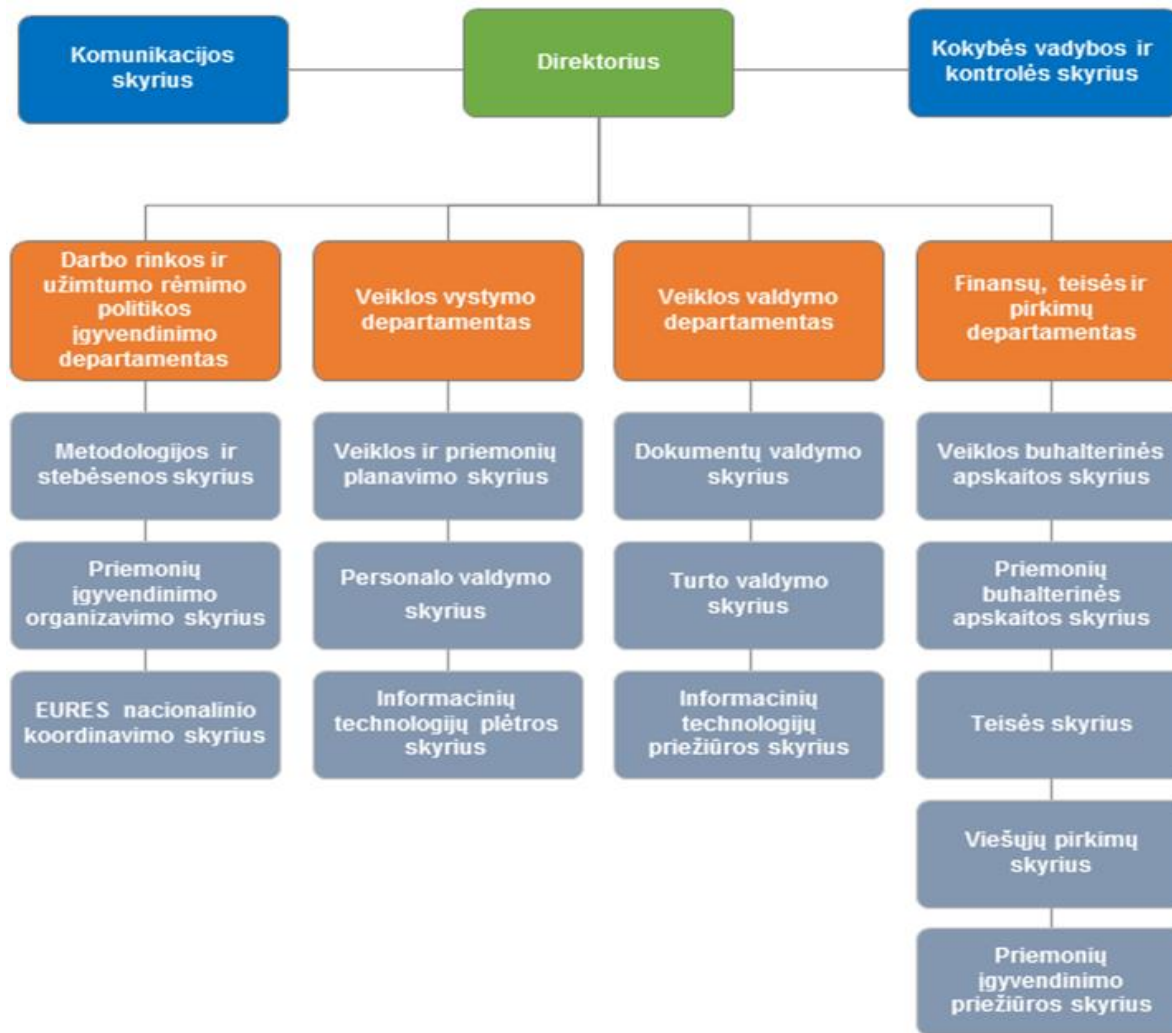 Komunikacijos
skyrius
Direktorius
Kokybės vadybos ir
kontrolės skyrius
Darbo rinkos ir
užimtumo rėmimo
politikos
įgyvendinimo
departamentas
Veiklos vystymo
departamentas
Veiklos valdymo
departamentas
Finansų, teisės ir
pirkimų
departamentas
Metodologijos ir
stebėsenos skyrius
Veiklos ir priemonių
planavimo skyrius
Dokumentų valdymo
skyrius
Veiklos buhalterinės
apskaitos skyrius
Priemonių
įgyvendinimo
organizavimo skyrius
Personalo valdymo
skyrius
Turto valdymo
skyrius
Priemonių
buhalterinės
apskaitos skyrius
EURES nacionalinio
koordinavimo skyrius
Informacinių
technologijų plėtros
skyrius
Informacinių
technologijų
priežiūros skyrius
Teisės skyrius
Viešųjų pirkimų
skyrius
Priemonių
įgyvendinimo
priežiūros skyrius